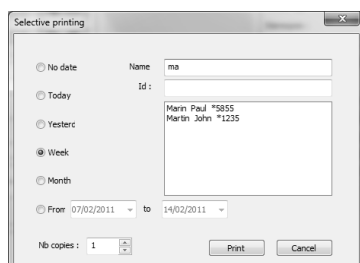 Selective printing
No date
Name
ma
Today
Id :
Marin Paul *5855
Martin John *1235
Yesterd
Week
Month
From 07/02/2011 to 14/02/2011
Nb copies : 1
Print
Cancel